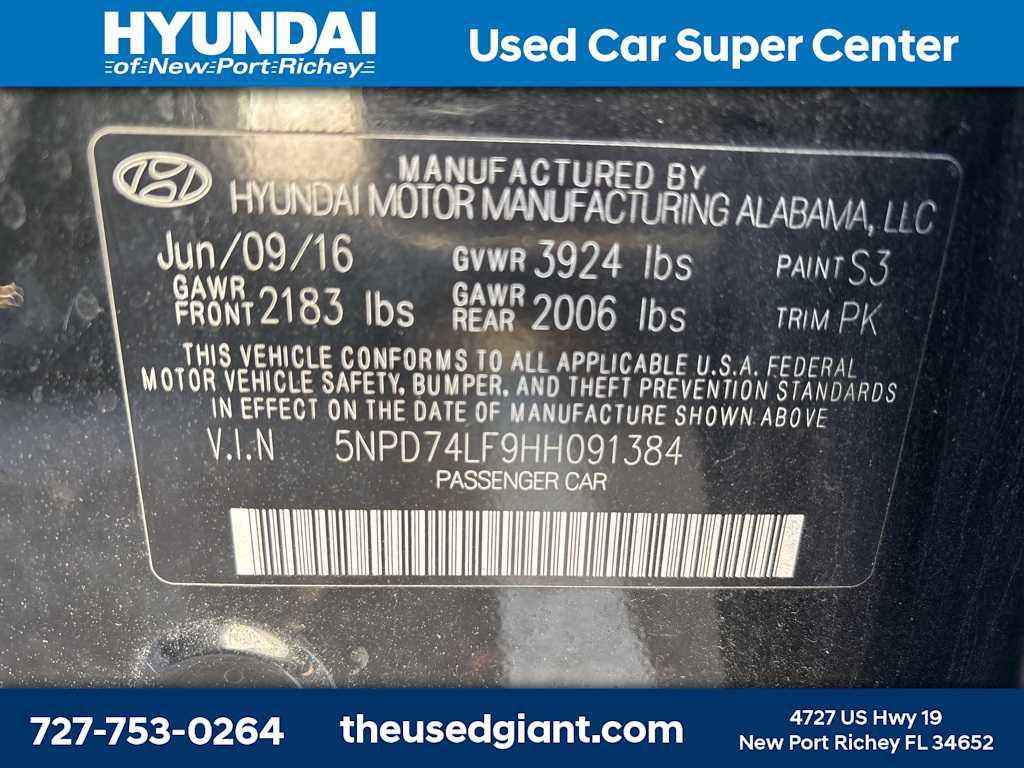 HYUNDAI
of New Port Richey
Used Car Super Center
MANUFACTURED BY
HYUNDAI MOTOR MANUFACTURING ALABAMA, LLC
Jun/09/16 GVWR 3924 lbs PAINT S3
GAWR FRONT 2183 lbs GAWR REAR 2006 lbs TRIM PK
THIS VEHICLE CONFORMS TO ALL APPLICABLE U.S.A. FEDERAL
MOTOR VEHICLE SAFETY, BUMPER, AND THEFT PREVENTION STANDARDS
IN EFFECT ON THE DATE OF MANUFACTURE SHOWN ABOVE
V.I.N 5NPD74LF9HH091384
PASSENGER CAR
727-753-0264
theusedgiant.com
4727 US Hwy 19
New Port Richey FL 34652